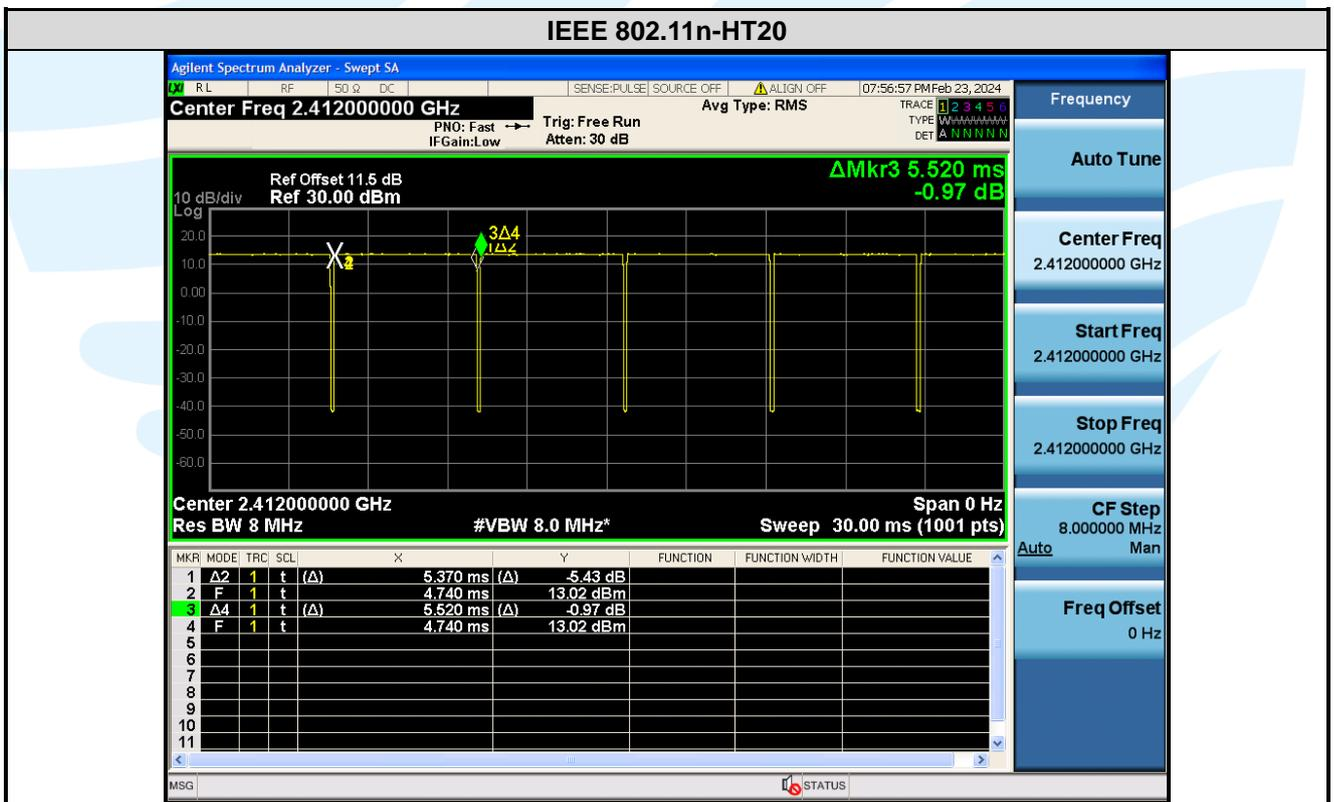 IEEE 802.11n-HT20
Agilent Spectrum Analyzer - Swept SA
LXI RL RF 50 Ω DC SENSE:PULSE SOURCE OFF ALIGN OFF 07:56:57 PM Feb 23, 2024
Center Freq 2.412000000 GHz
PNO: Fast
IFGain:Low
Trig: Free Run
Atten: 30 dB
Avg Type: RMS
TRACE 1 2 3 4 5 6
TYPE
DET A N N N N N
ΔMkr3 5.520 ms
-0.97 dB
Ref Offset 11.5 dB
10 dB/div Ref 30.00 dBm
Log
20.0
10.0
0.00
-10.0
-20.0
-30.0
-40.0
-50.0
-60.0
3Δ4
1Δ2
Center 2.412000000 GHz Span 0 Hz
Res BW 8 MHz #VBW 8.0 MHz* Sweep 30.00 ms (1001 pts)
MKR MODE TRC SCL X Y FUNCTION FUNCTION WIDTH FUNCTION VALUE
1 Δ2 1 t (Δ) 5.370 ms (Δ) -5.43 dB
2 F 1 t 4.740 ms 13.02 dBm
3 Δ4 1 t (Δ) 5.520 ms (Δ) -0.97 dB
4 F 1 t 4.740 ms 13.02 dBm
5
6
7
8
9
10
11
MSG STATUS
Frequency
Auto Tune
Center Freq
2.412000000 GHz
Start Freq
2.412000000 GHz
Stop Freq
2.412000000 GHz
CF Step
8.000000 MHz
Auto Man
Freq Offset
0 Hz